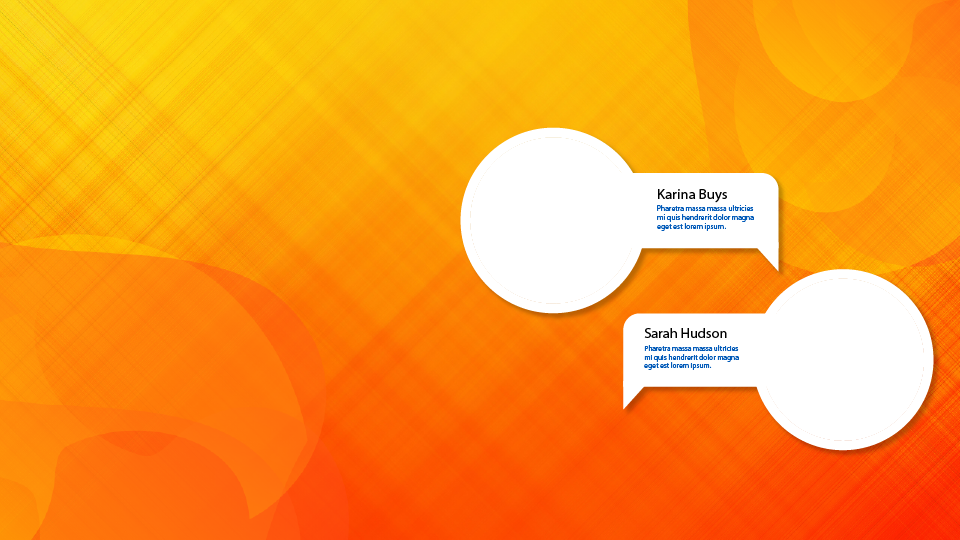 Karina Buys
Pharetra massa massa ultricies
mi quis hendrerit dolor magna
eget est lorem ipsum.
Sarah Hudson
Pharetra massa massa ultricies
mi quis hendrerit dolor magna
eget est lorem ipsum.